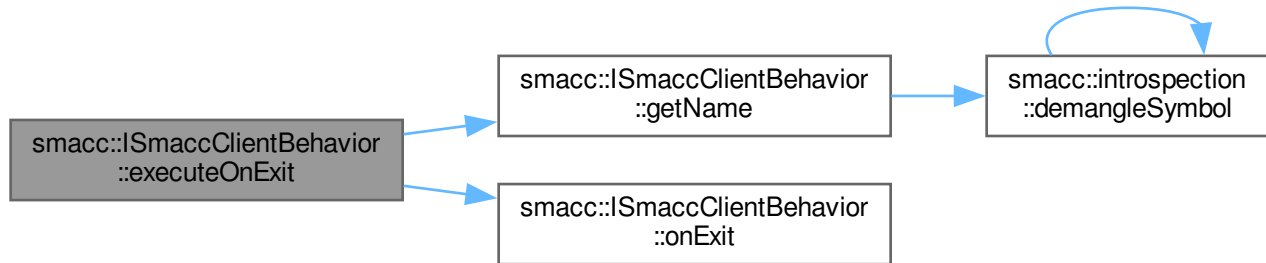 smacc::ISmaccClientBehavior
::executeOnExit
smacc::ISmaccClientBehavior
::getName
smacc::introspection
::demangleSymbol
smacc::ISmaccClientBehavior
::onExit